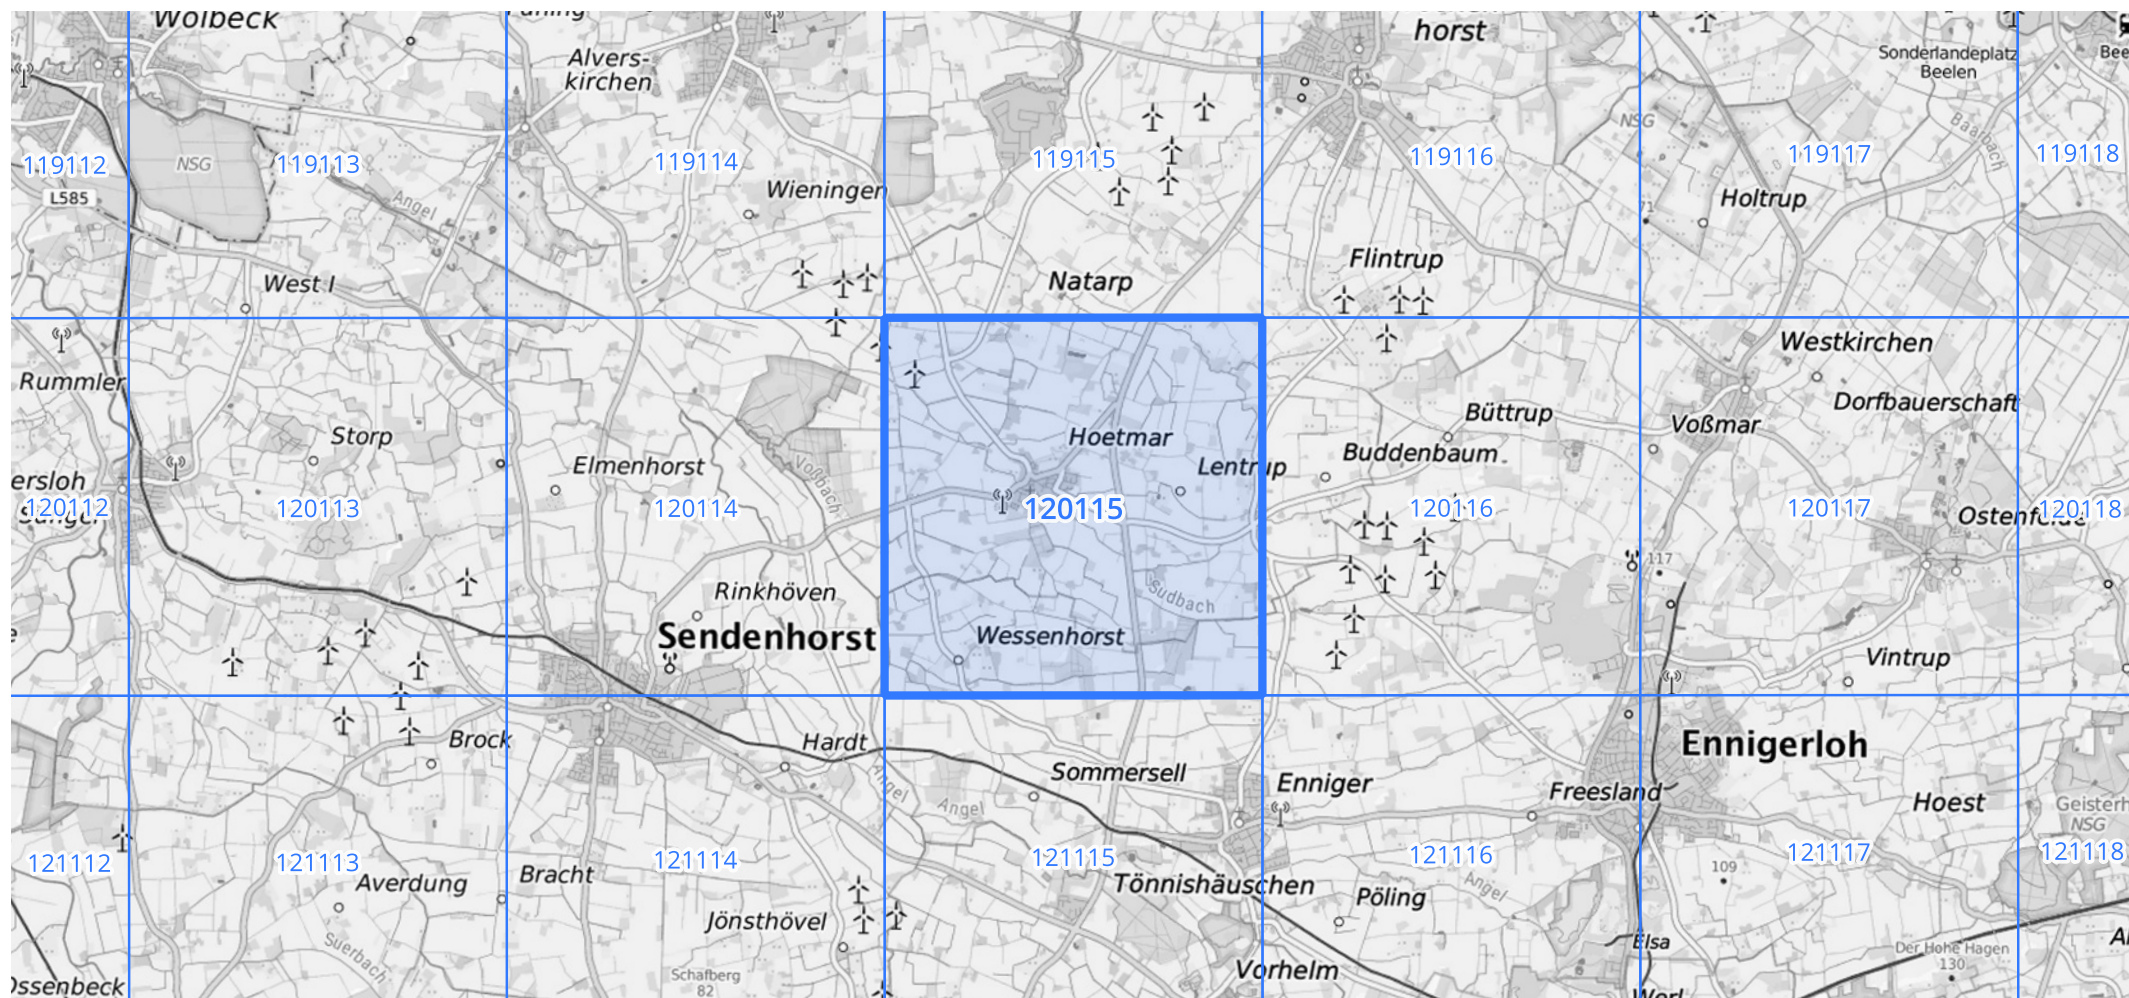 Wolbeck
Alvers-
kirchen
horst
Sonderlandeplatz
Beelen
NSG
119112
119113
119114
119115
119116
119117
119118
NSG
Baarbach
L585
Angel
Wieningen
Holtrup
71
West I
Natarp
Flintrup
Westkirchen
Rummler
Dorfbauerschaft
Storp
Hoetmar
Büttrup
Voßmar
Elmenhorst
Lentrup
Buddenbaum
Voßbach
ersloh
120112
120113
120114
120115
120116
120117
120118
Ostenfelde
117
Rinkhöven
Sudbach
Sendenhorst
Wessenhorst
Vintrup
Brock
Hardt
Ennigerloh
Sommersell
Enniger
Freesland
Hoest
Angel
Angel
Geisterh
NSG
121112
121113
121114
121115
121116
121117
121118
Averdung
Bracht
Tönnishäuschen
Pöling
Angel
109
Jönsthövel
Suerbach
Elsa
Der Hohe Hagen
130
Schafberg
82
Vorhelm
Ossenbeck